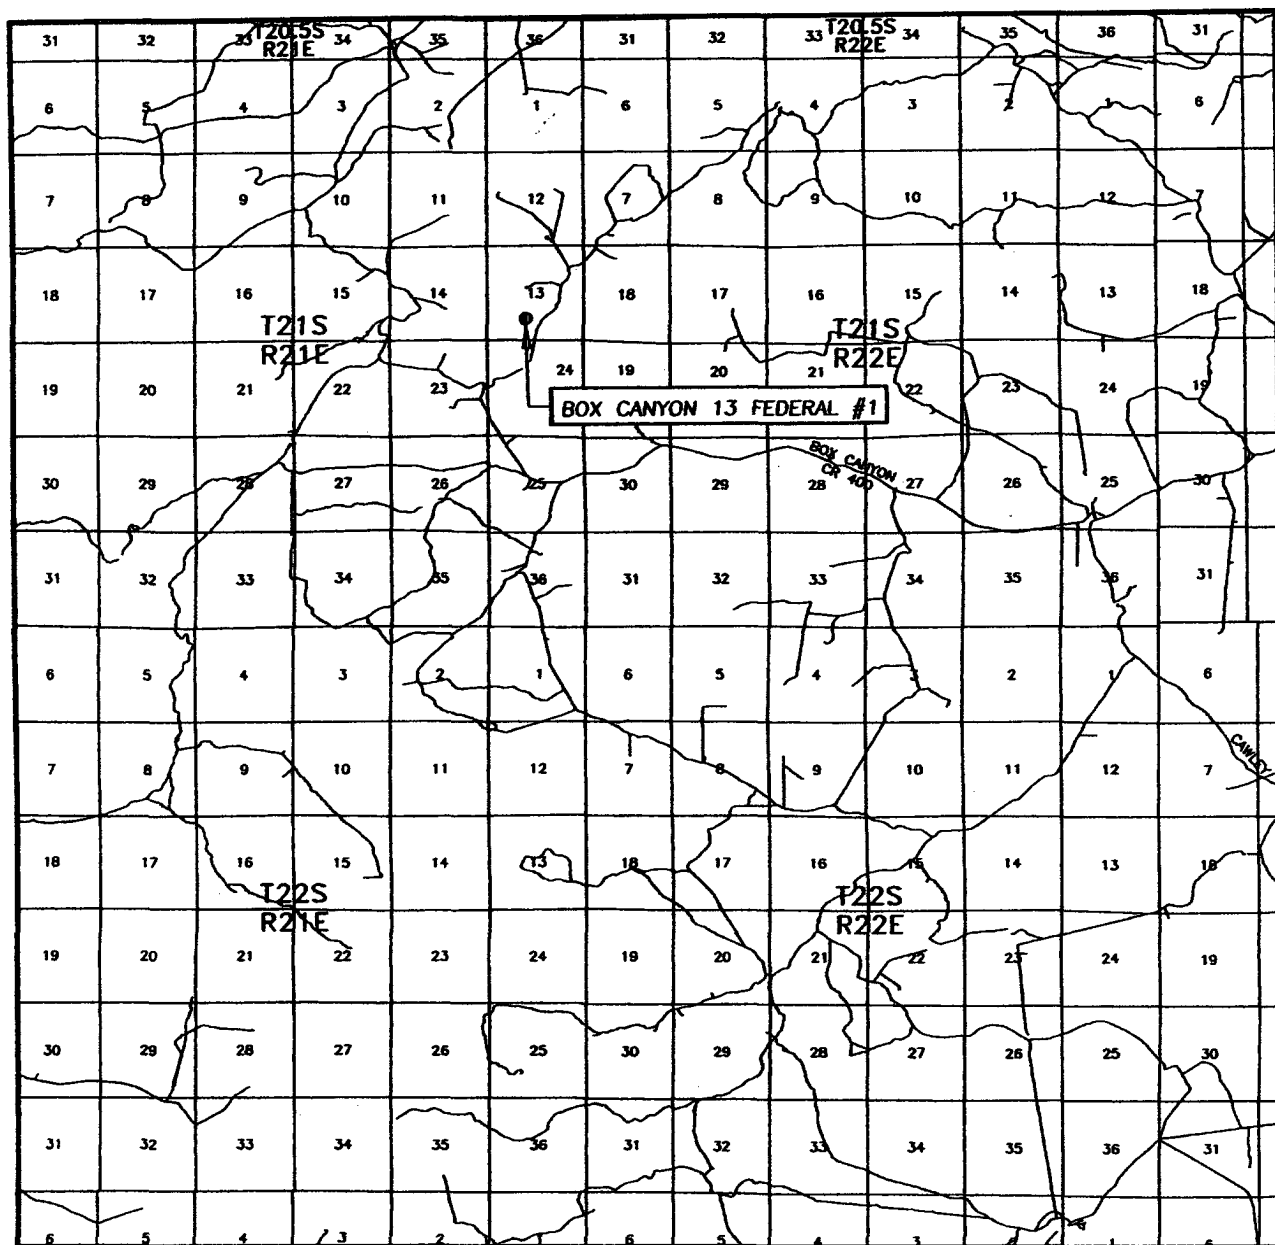 T20.5S T20.5S
31 32 33 34 35 36 31 32 33 34 35 36 31
R21E R22E
6 5 4 3 2 1 6 5 4 3 2 1 6
7 8 9 10 11 12 7 8 9 10 11 12 7
18 17 16 15 14 13 18 17 16 15 14 13 18
T21S T21S
R21E R22E
19 20 21 22 23 24 19 20 21 22 23 24 19
BOX CANYON 13 FEDERAL #1
BOX CANYON
CR 400
30 29 28 27 26 25 30 29 28 27 26 25 30
31 32 33 34 35 36 31 32 33 34 35 36 31
6 5 4 3 2 1 6 5 4 3 2 1 6
CAWLEY
7 8 9 10 11 12 7 8 9 10 11 12 7
18 17 16 15 14 13 18 17 16 15 14 13 18
T22S T22S
R21E R22E
19 20 21 22 23 24 19 20 21 22 23 24 19
30 29 28 27 26 25 30 29 28 27 26 25 30
31 32 33 34 35 36 31 32 33 34 35 36 31
6 5 4 3 2 1 6 5 4 3 1 6